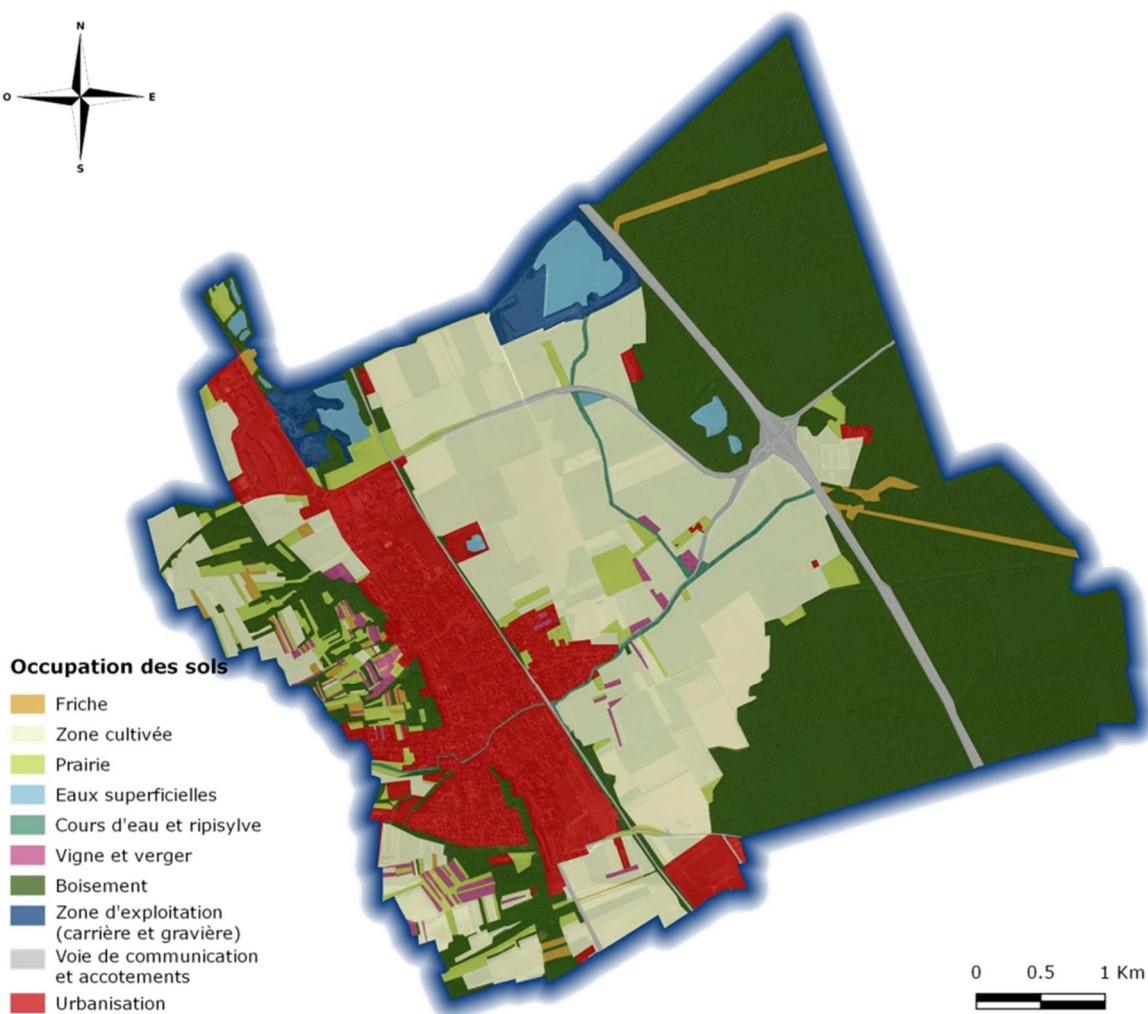 N
O
E
S
Occupation des sols
Friche
Zone cultivée
Prairie
Eaux superficielles
Cours d'eau et ripisylve
Vigne et verger
Boisement
Zone d'exploitation
(carrière et gravière)
Voie de communication
et accotements
Urbanisation
0 0.5 1 Km